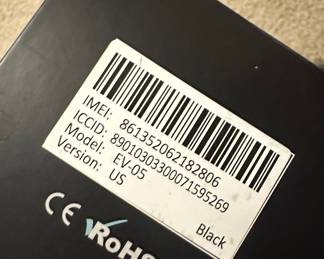 IMEI: 861352062182806
ICCID: 89010303300071595269
Model: EV-05
Version: US
Black
CE RoHS